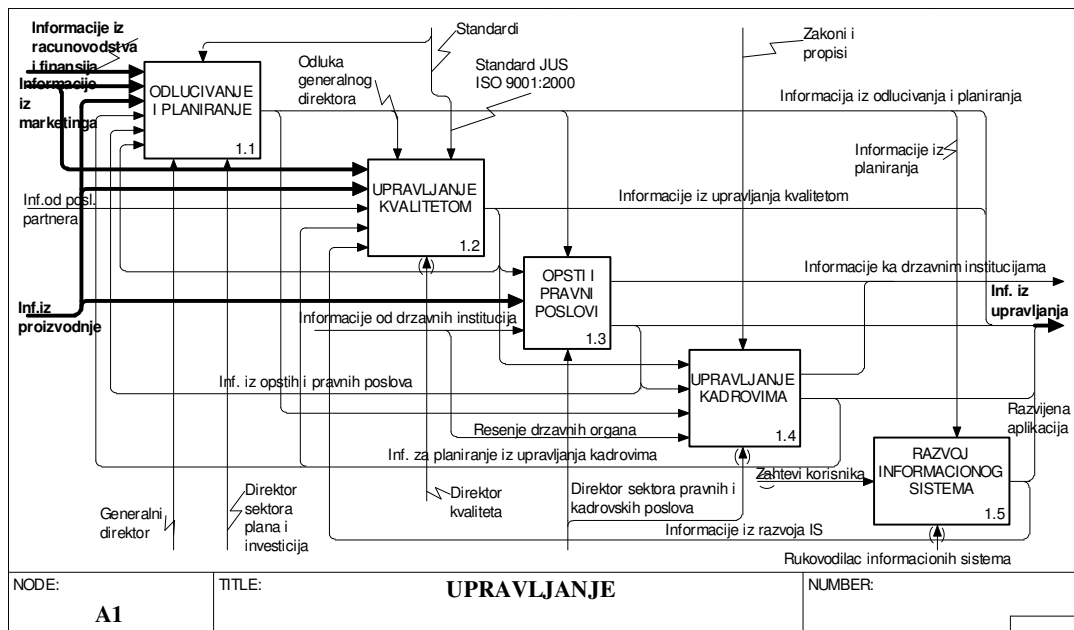 Informacije iz
racunovodstva
i finansija
Informacije
iz
marketinga
Standardi
Zakoni i
propisi
Odluka
generalnog
direktora
Standard JUS
ISO 9001:2000
ODLUCIVANJE
I PLANIRANJE
1.1
Informacija iz odlucivanja i planiranja
Informacije iz
planiranja
UPRAVLJANJE
KVALITETOM
1.2
Inf.od posl.
partnera
Informacije iz upravljanja kvalitetom
OPSTI I
PRAVNI
POSLOVI
1.3
Informacije ka drzavnim institucijama
Inf. iz
upravljanja
Inf.iz
proizvodnje
Informacije od drzavnih institucija
UPRAVLJANJE
KADROVIMA
1.4
Inf. iz opstih i pravnih poslova
Razvijena
aplikacija
Resenje drzavnih organa
Inf. za planiranje iz upravljanja kadrovima
RAZVOJ
INFORMACIONOG
SISTEMA
1.5
Zahtevi korisnika
Generalni
direktor
Direktor
sektora
plana i
investicija
Direktor
kvaliteta
Direktor sektora pravnih i
kadrovskih poslova
Informacije iz razvoja IS
Rukovodilac informacionih sistema
NODE:
A1
TITLE:
UPRAVLJANJE
NUMBER: